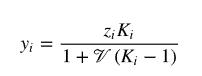 y_i = \frac{z_i K_i}{1 + \mathscr{V} (K_i - 1)}